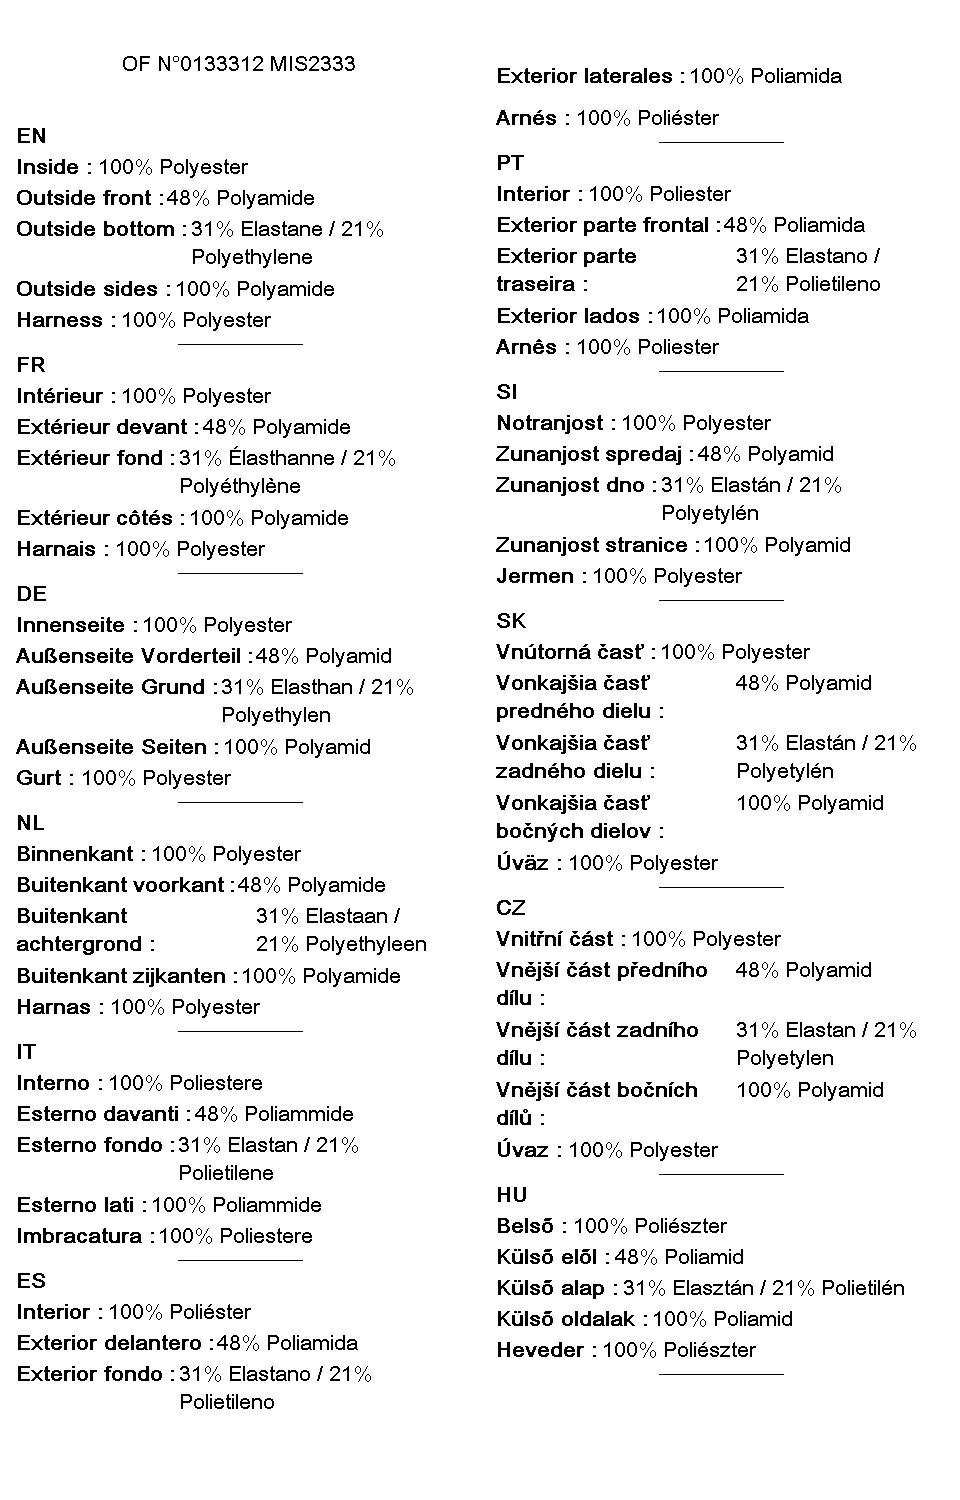 OF N°0133312 MIS2333
EN
Inside : 100% Polyester
Outside front : 48% Polyamide
Outside bottom : 31% Elastane / 21%
Polyethylene
Outside sides : 100% Polyamide
Harness : 100% Polyester
FR
Intérieur : 100% Polyester
Extérieur devant : 48% Polyamide
Extérieur fond : 31% Élasthanne / 21%
Polyéthylène
Extérieur côtés : 100% Polyamide
Harnais : 100% Polyester
DE
Innenseite : 100% Polyester
Außenseite Vorderteil : 48% Polyamid
Außenseite Grund : 31% Elasthan / 21%
Polyethylen
Außenseite Seiten : 100% Polyamid
Gurt : 100% Polyester
NL
Binnenkant : 100% Polyester
Buitenkant voorkant : 48% Polyamide
Buitenkant 31% Elastaan /
achtergrond : 21% Polyethyleen
Buitenkant zijkanten : 100% Polyamide
Harnas : 100% Polyester
IT
Interno : 100% Poliestere
Esterno davanti : 48% Poliammide
Esterno fondo : 31% Elastan / 21%
Polietilene
Esterno lati : 100% Poliammide
Imbracatura : 100% Poliestere
ES
Interior : 100% Poliéster
Exterior delantero : 48% Poliamida
Exterior fondo : 31% Elastano / 21%
Polietileno
Exterior laterales : 100% Poliamida
Arnés : 100% Poliéster
PT
Interior : 100% Poliester
Exterior parte frontal : 48% Poliamida
Exterior parte 31% Elastano /
traseira : 21% Polietileno
Exterior lados : 100% Poliamida
Arnês : 100% Poliester
SI
Notranjost : 100% Polyester
Zunanjost spredaj : 48% Polyamid
Zunanjost dno : 31% Elastán / 21%
Polyetylén
Zunanjost stranice : 100% Polyamid
Jermen : 100% Polyester
SK
Vnútorná časť : 100% Polyester
Vonkajšia časť 48% Polyamid
predného dielu :
Vonkajšia časť 31% Elastán / 21%
zadného dielu : Polyetylén
Vonkajšia časť 100% Polyamid
bočných dielov :
Úväz : 100% Polyester
CZ
Vnitřní část : 100% Polyester
Vnější část předního 48% Polyamid
dílu :
Vnější část zadního 31% Elastan / 21%
dílu : Polyetylen
Vnější část bočních 100% Polyamid
dílů :
Úvaz : 100% Polyester
HU
Belsõ : 100% Poliészter
Külsõ elõl : 48% Poliamid
Külsõ alap : 31% Elasztán / 21% Polietilén
Külsõ oldalak : 100% Poliamid
Heveder : 100% Poliészter